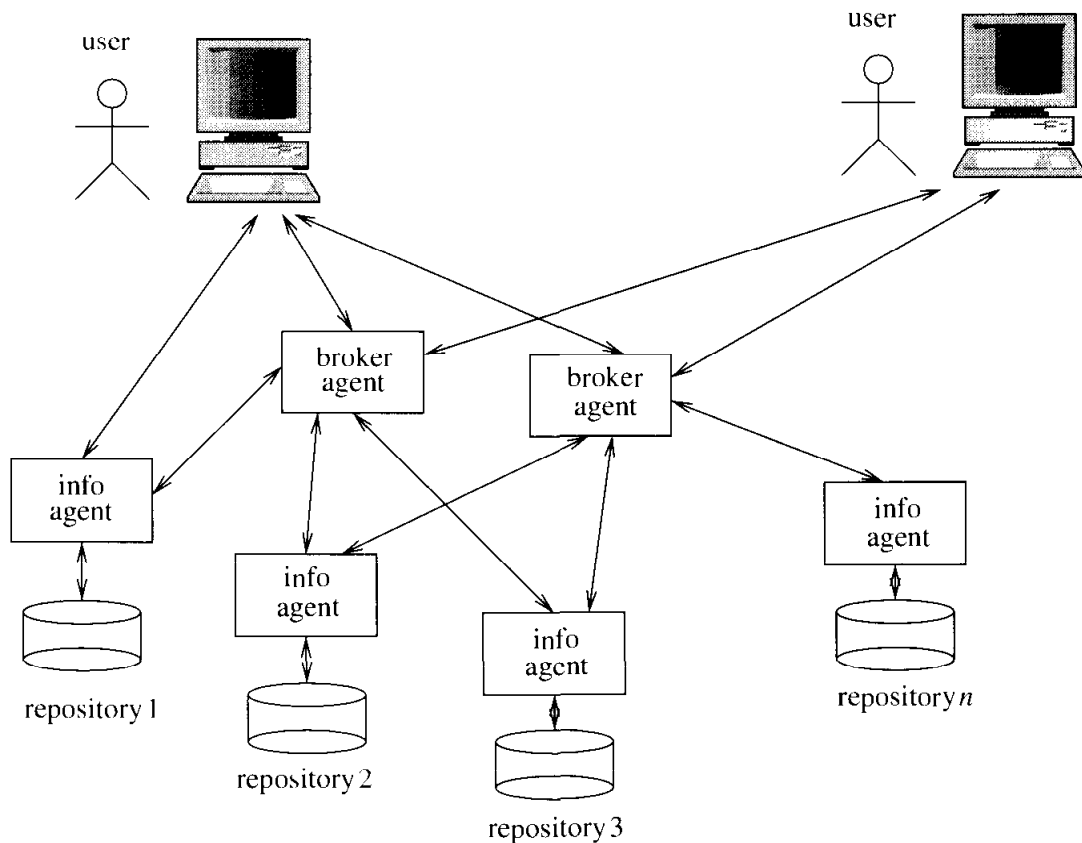 user
user
broker
agent
broker
agent
info
agent
info
agent
info
agent
info
agent
repository 1
repository n
repository 2
repository 3